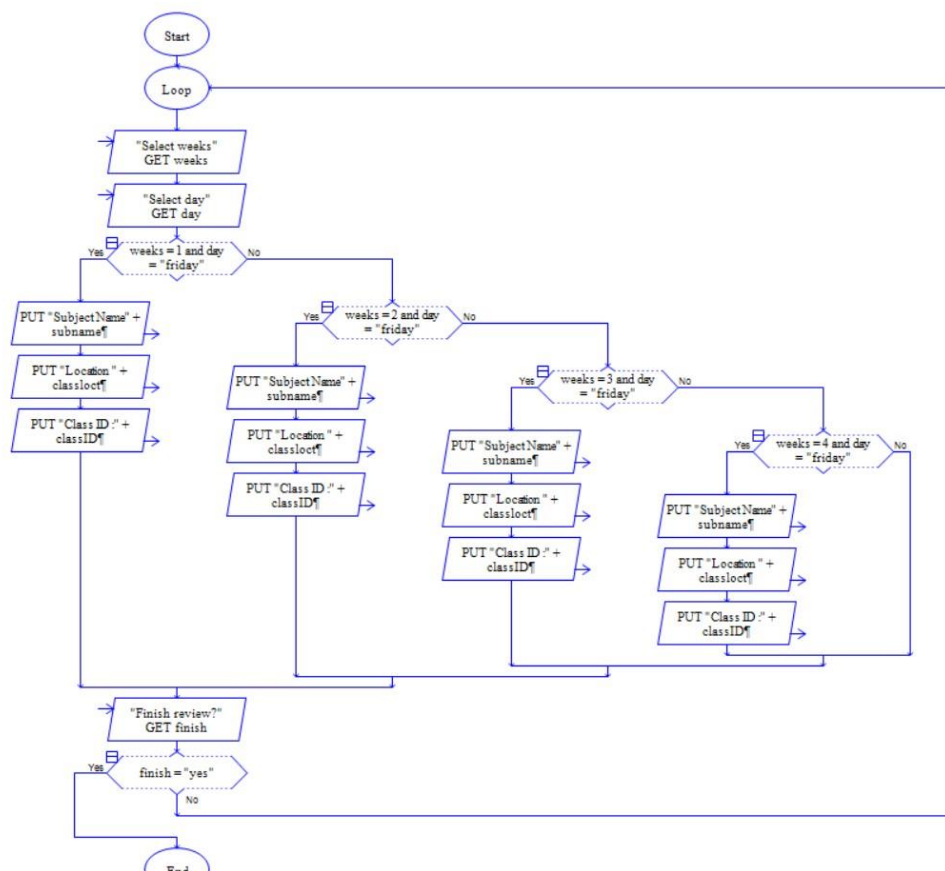 Start
Loop
"Select weeks"
GET weeks
"Select day"
GET day
weeks = 1 and day
= "friday"
Yes
No
PUT "Subject Name" +
subname¶
PUT "Location " +
classloct¶
PUT "Class ID :" +
classID¶
weeks = 2 and day
= "friday"
Yes
No
PUT "Subject Name" +
subname¶
PUT "Location " +
classloct¶
PUT "Class ID :" +
classID¶
weeks = 3 and day
= "friday"
Yes
No
PUT "Subject Name" +
subname¶
PUT "Location " +
classloct¶
PUT "Class ID :" +
classID¶
weeks = 4 and day
= "friday"
Yes
No
PUT "Subject Name" +
subname¶
PUT "Location " +
classloct¶
PUT "Class ID :" +
classID¶
"Finish review?"
GET finish
finish = "yes"
Yes
No
End